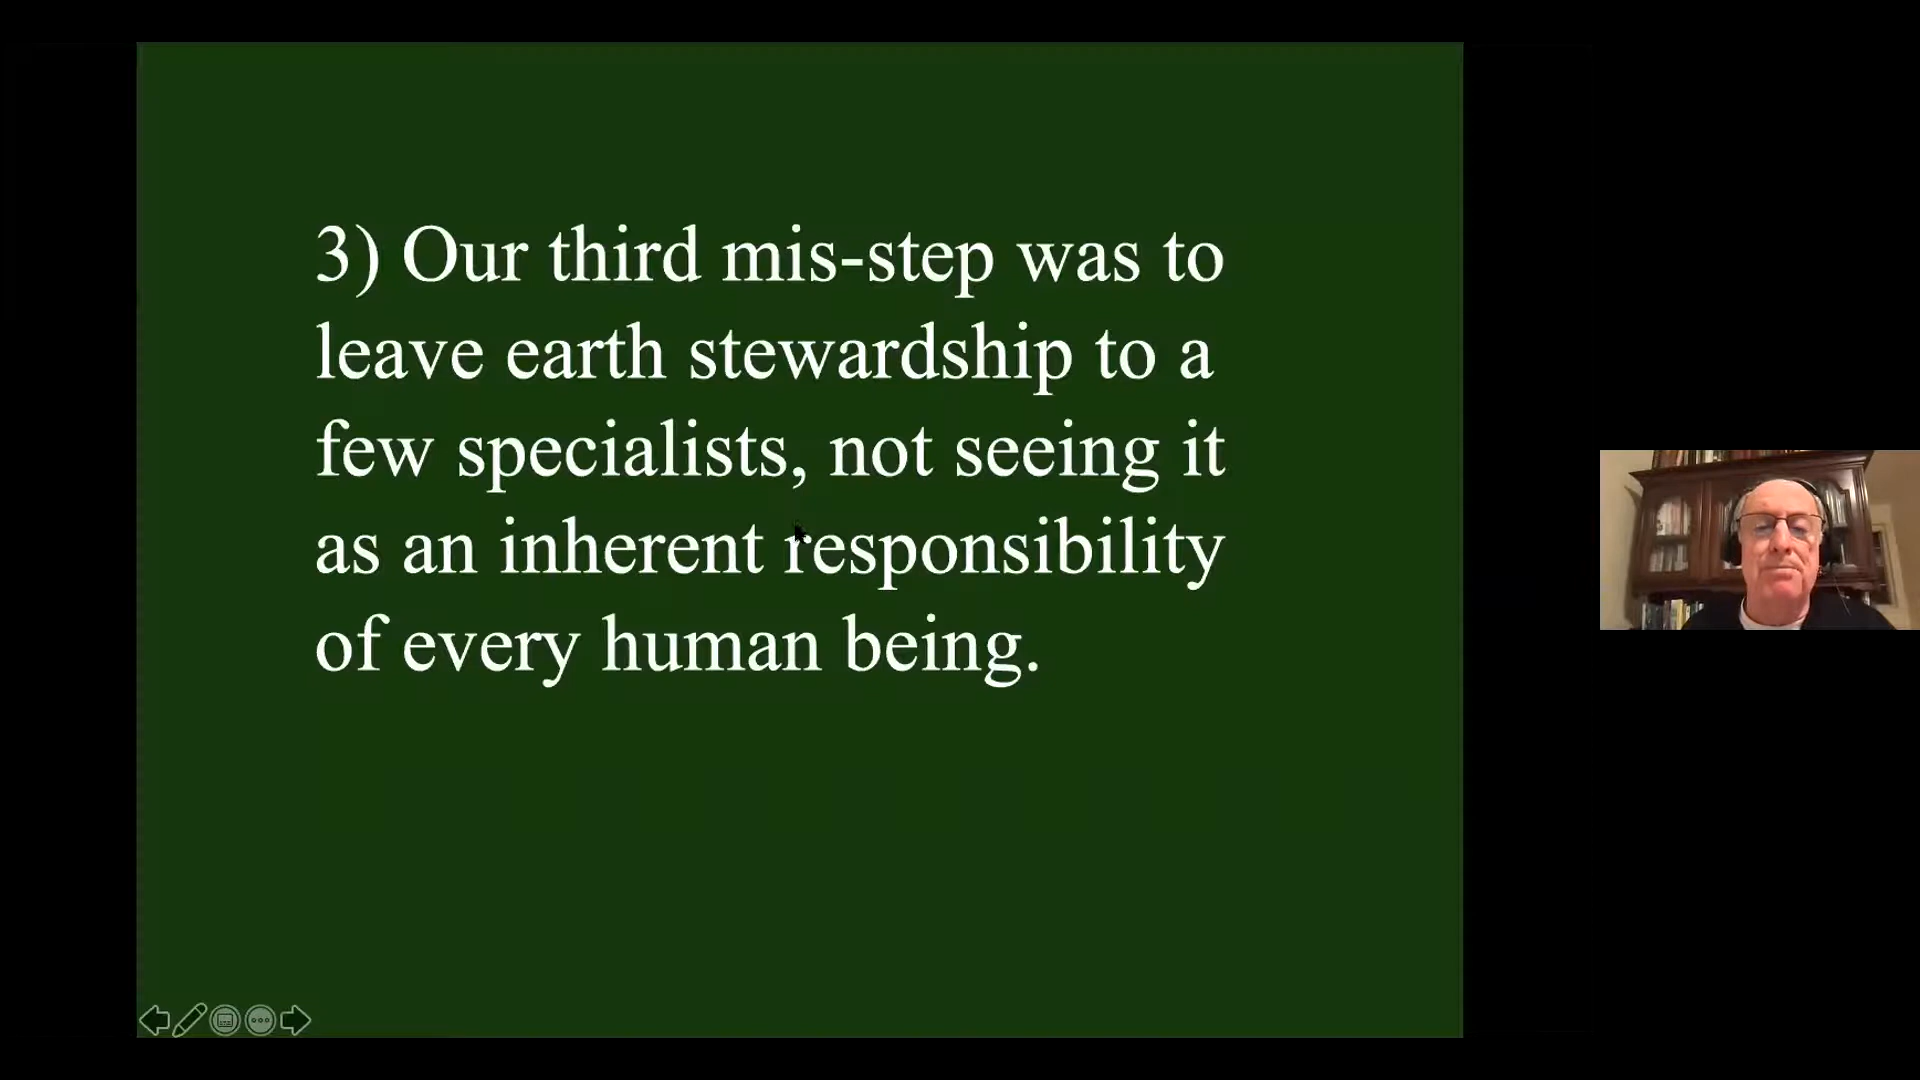 3) Our third mis-step was to
leave earth stewardship to a
few specialists, not seeing it
as an inherent responsibility
of every human being.